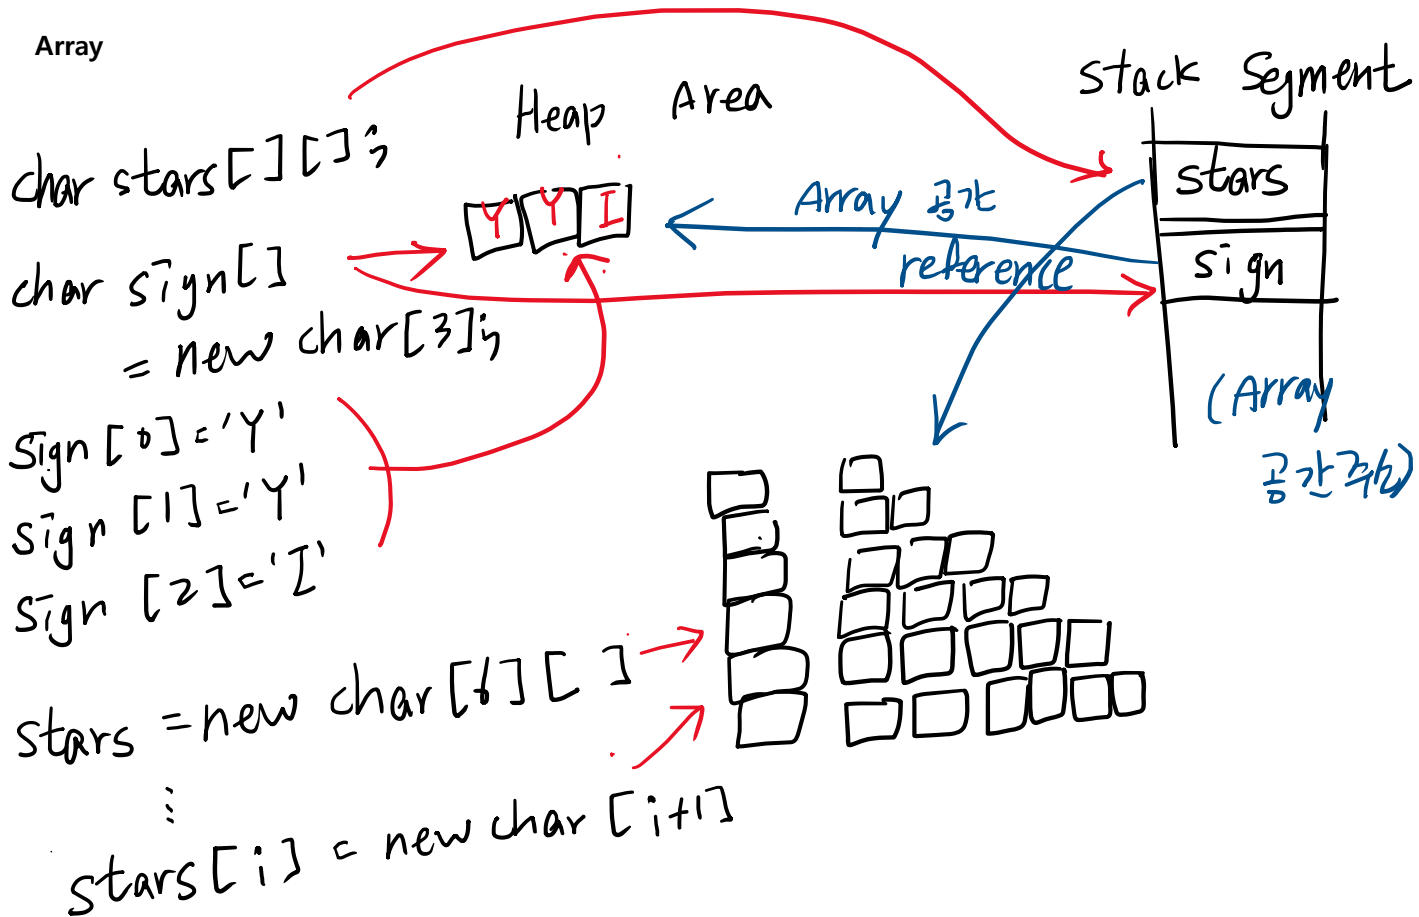 Array
Heap Area
stack Segment
char stars[][];
stars
Y Y I
Array 공간
reference
char sign[]
sign
= new char[3];
(Array
공간 주소)
sign[0]='Y'
sign[1]='Y'
sign[2]='I'
stars = new char[6][ ]
⋮
stars[i] = new char[i+1]